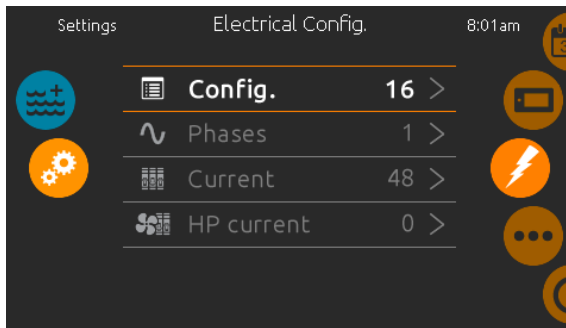 Settings Electrical Config. 8:01am
Config. 16
Phases 1
Current 48
HP current 0